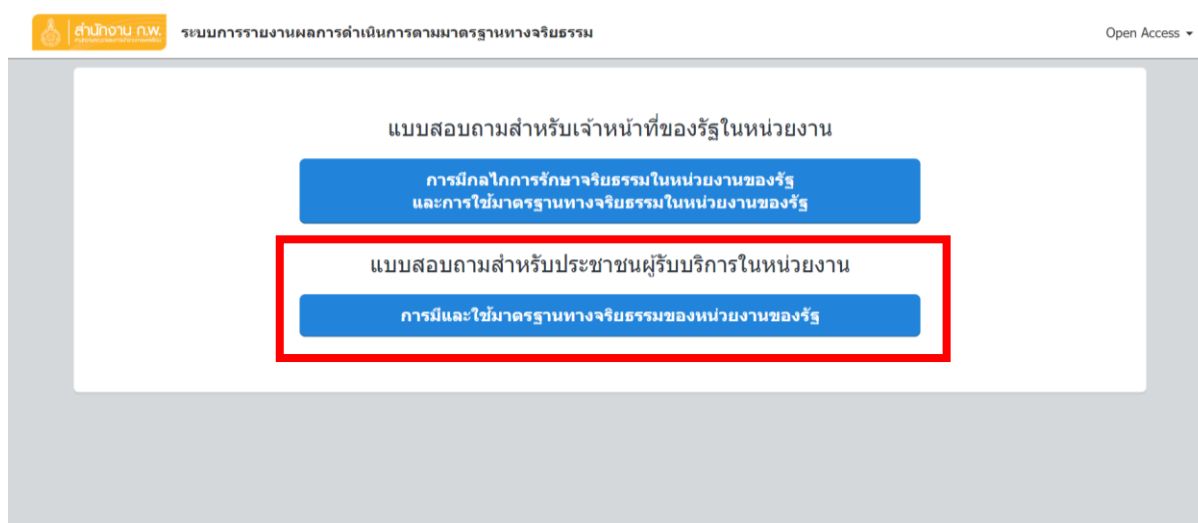 สำนักงาน ก.พ.
ระบบการรายงานผลการดำเนินการตามมาตรฐานทางจริยธรรม
Open Access
แบบสอบถามสำหรับเจ้าหน้าที่ของรัฐในหน่วยงาน
การมีกลไกการรักษาจริยธรรมในหน่วยงานของรัฐ
และการใช้มาตรฐานทางจริยธรรมในหน่วยงานของรัฐ
แบบสอบถามสำหรับประชาชนผู้รับบริการในหน่วยงาน
การมีและใช้มาตรฐานทางจริยธรรมของหน่วยงานของรัฐ